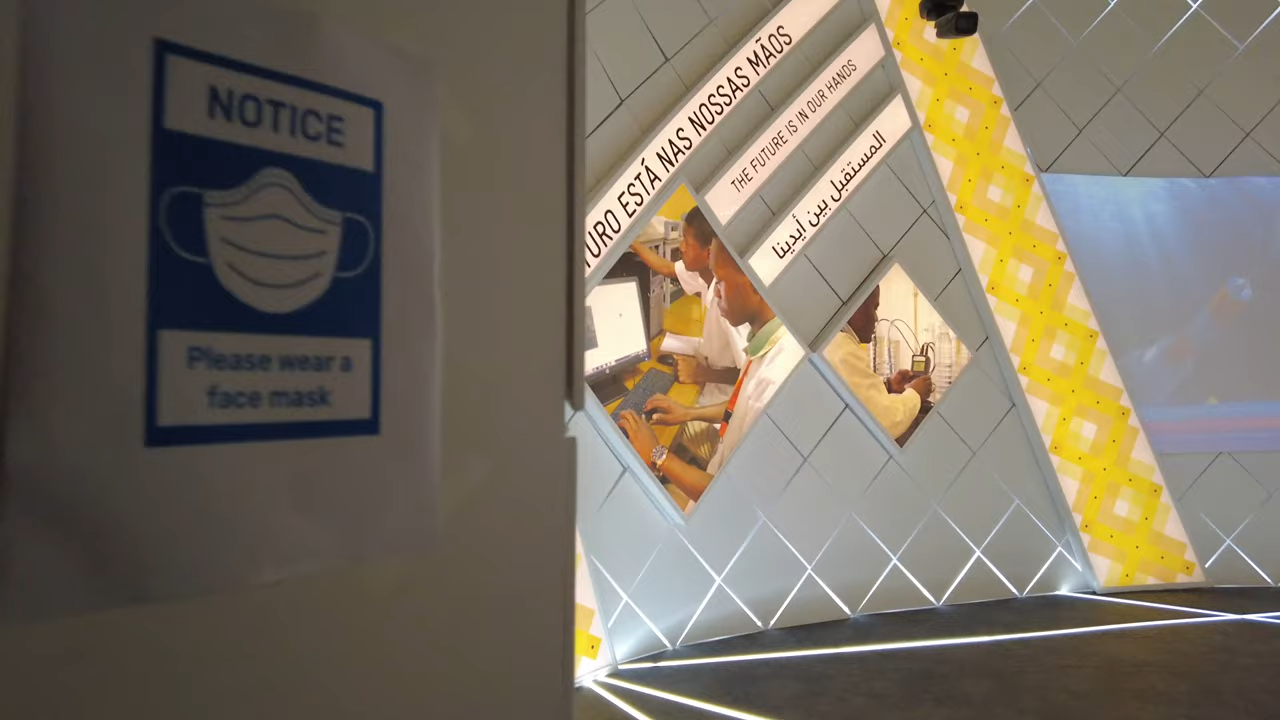 NOTICE
Please wear a
face mask
TURO ESTÁ NAS NOSSAS MÃOS
THE FUTURE IS IN OUR HANDS
المستقبل بين أيدينا